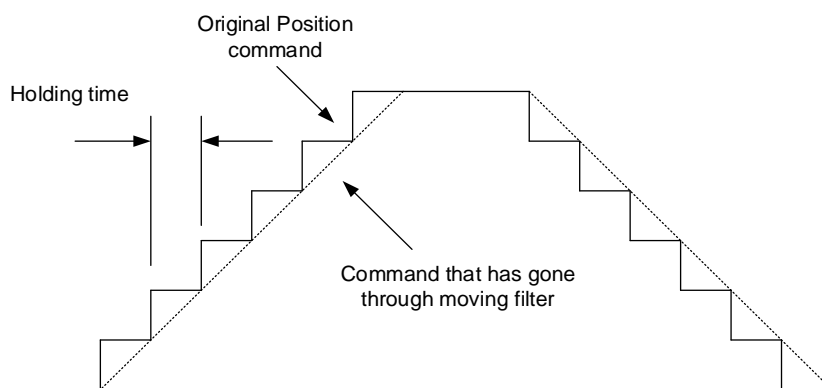 Original Position
command
Holding time
Command that has gone
through moving filter